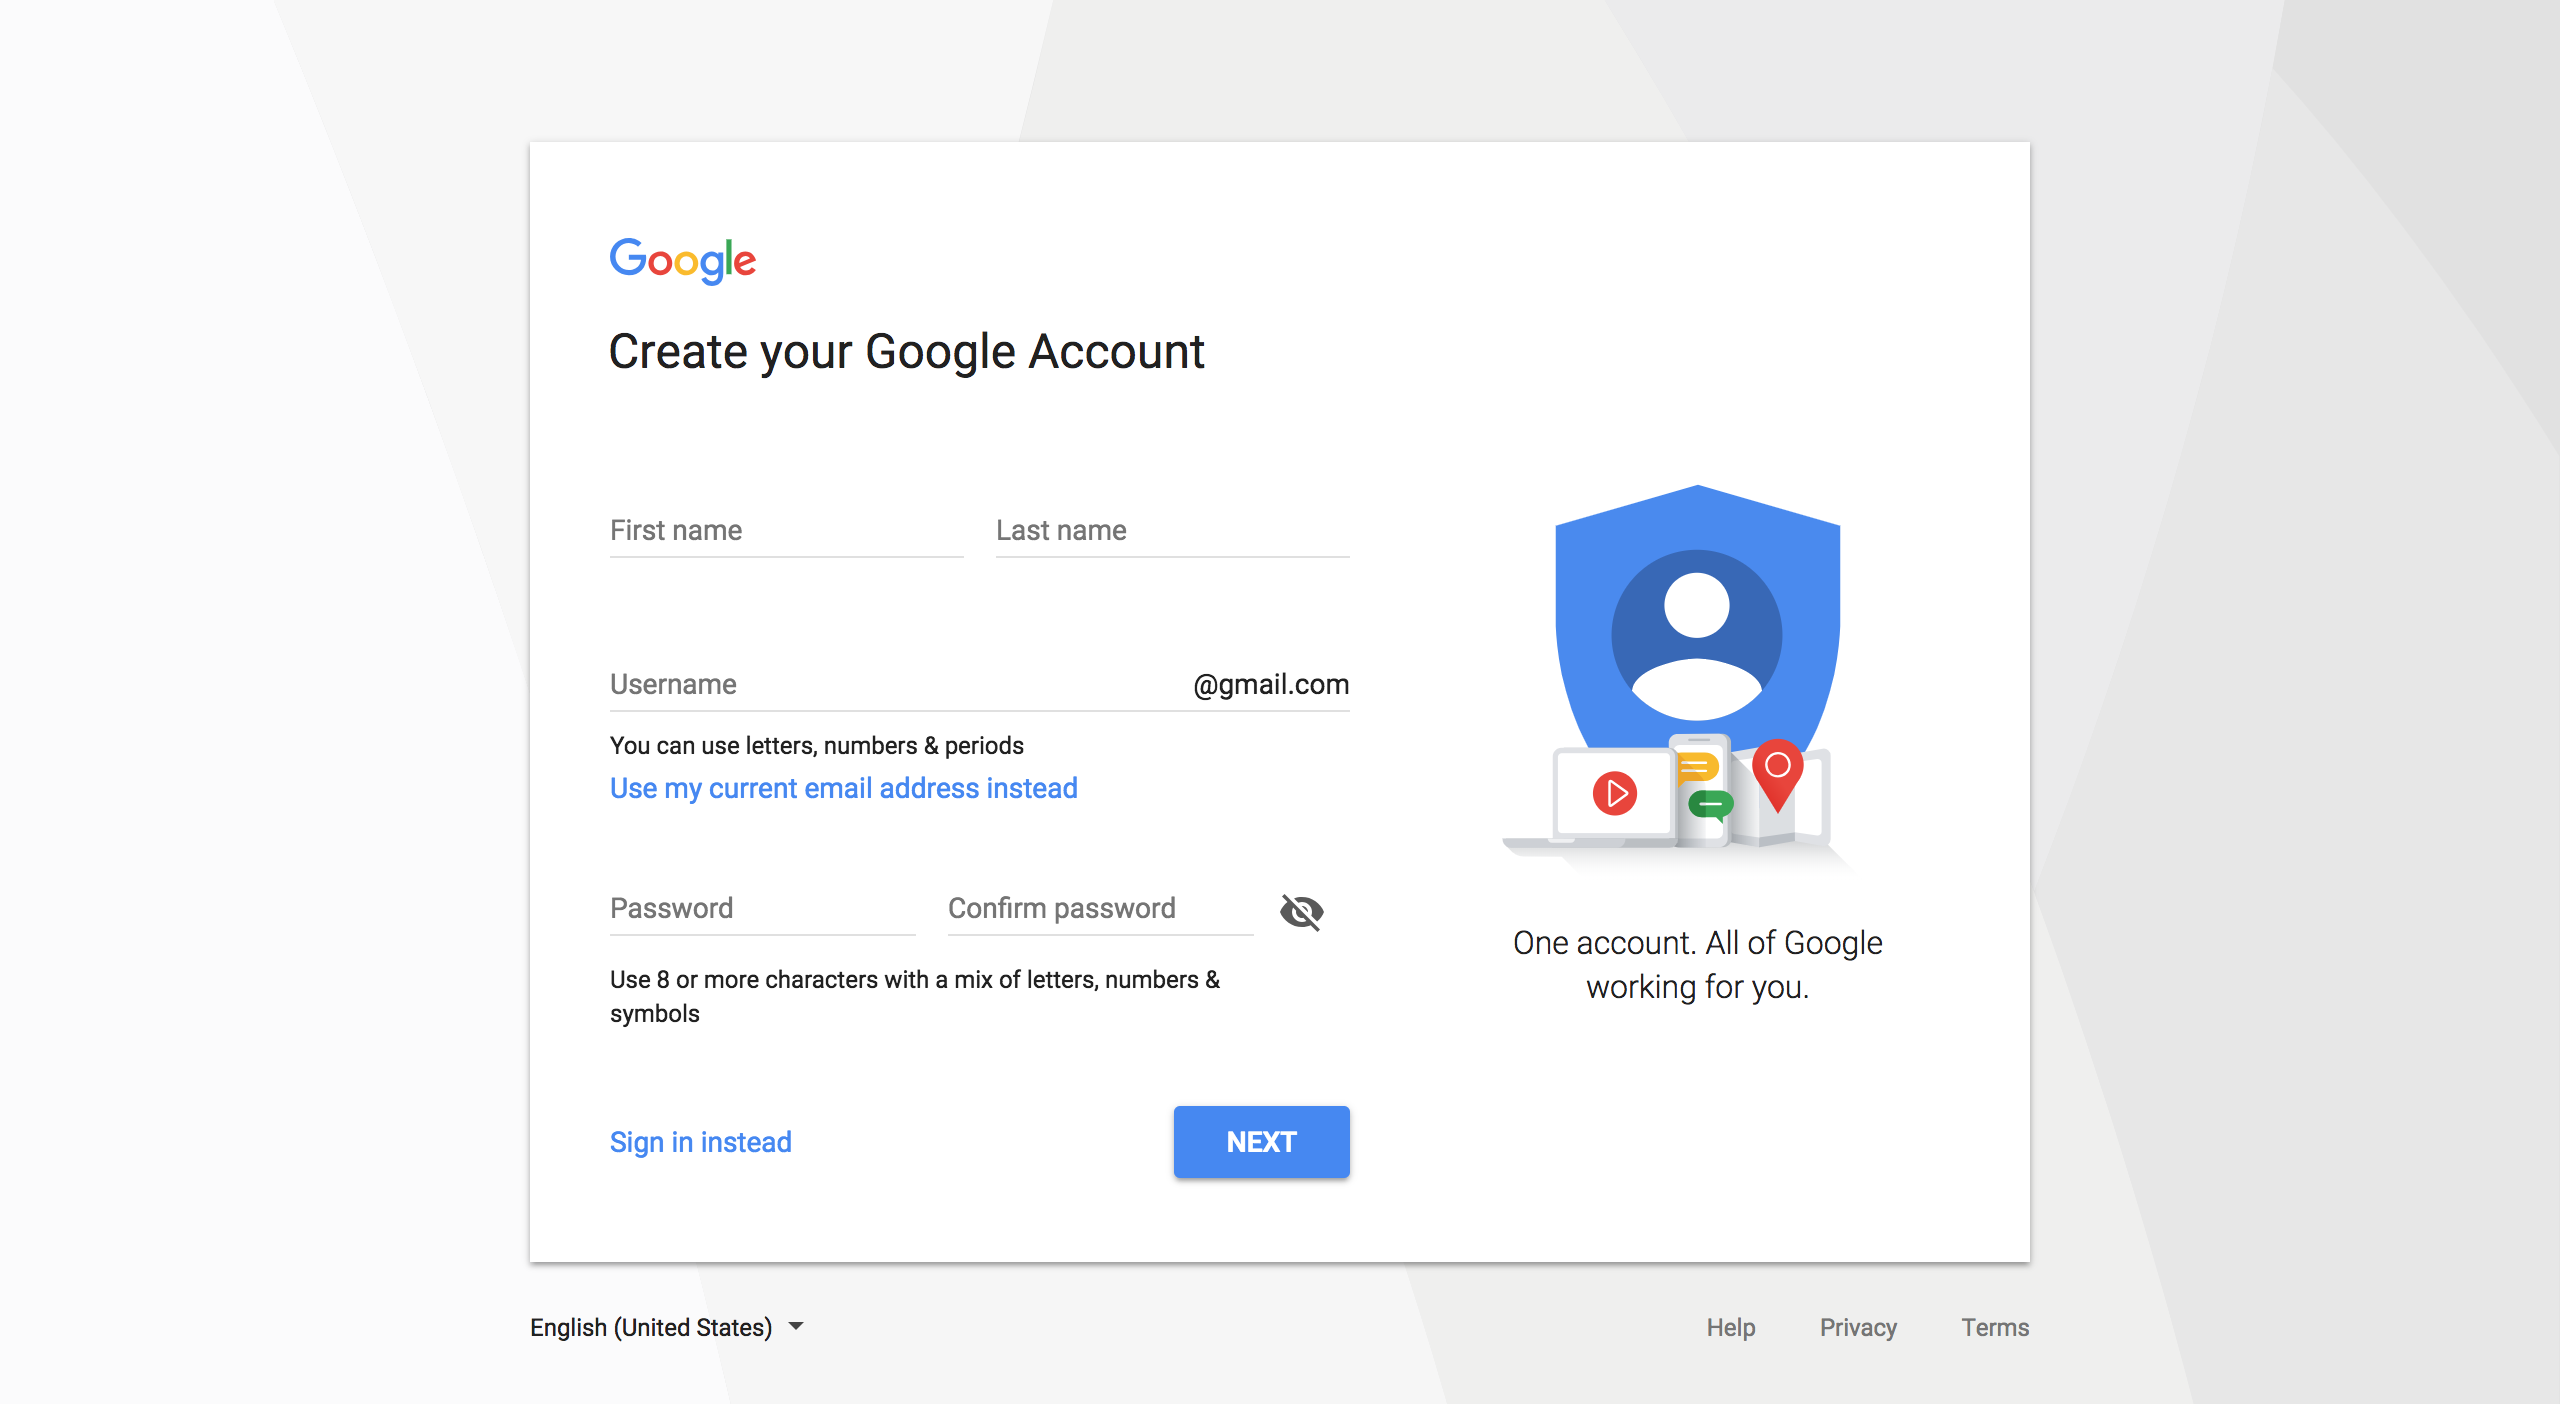 Google
Create your Google Account
First name
Last name
Username
@gmail.com
You can use letters, numbers & periods
Use my current email address instead
Password
Confirm password
Use 8 or more characters with a mix of letters, numbers &
symbols
Sign in instead
NEXT
One account. All of Google
working for you.
English (United States)
Help
Privacy
Terms